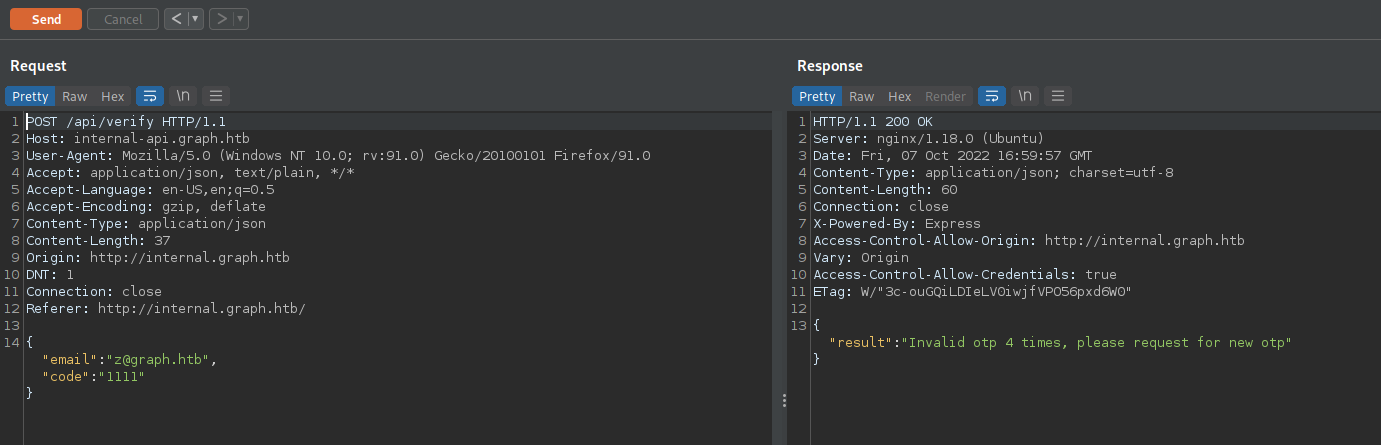 Send Cancel < ▼ > ▼
Request
Pretty Raw Hex \n
1 POST /api/verify HTTP/1.1
2 Host: internal-api.graph.htb
3 User-Agent: Mozilla/5.0 (Windows NT 10.0; rv:91.0) Gecko/20100101 Firefox/91.0
4 Accept: application/json, text/plain, */*
5 Accept-Language: en-US,en;q=0.5
6 Accept-Encoding: gzip, deflate
7 Content-Type: application/json
8 Content-Length: 37
9 Origin: http://internal.graph.htb
10 DNT: 1
11 Connection: close
12 Referer: http://internal.graph.htb/
13
14 {
"email":"z@graph.htb",
"code":"1111"
}
Response
Pretty Raw Hex Render \n
1 HTTP/1.1 200 OK
2 Server: nginx/1.18.0 (Ubuntu)
3 Date: Fri, 07 Oct 2022 16:59:57 GMT
4 Content-Type: application/json; charset=utf-8
5 Content-Length: 60
6 Connection: close
7 X-Powered-By: Express
8 Access-Control-Allow-Origin: http://internal.graph.htb
9 Vary: Origin
10 Access-Control-Allow-Credentials: true
11 ETag: W/"3c-ouGQiLDIeLVOiwjfVPO56pxd6W0"
12
13 {
"result":"Invalid otp 4 times, please request for new otp"
}